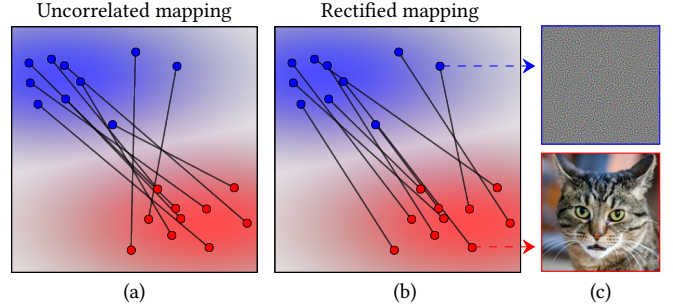 Uncorrelated mapping
Rectified mapping
(a)
(b)
(c)